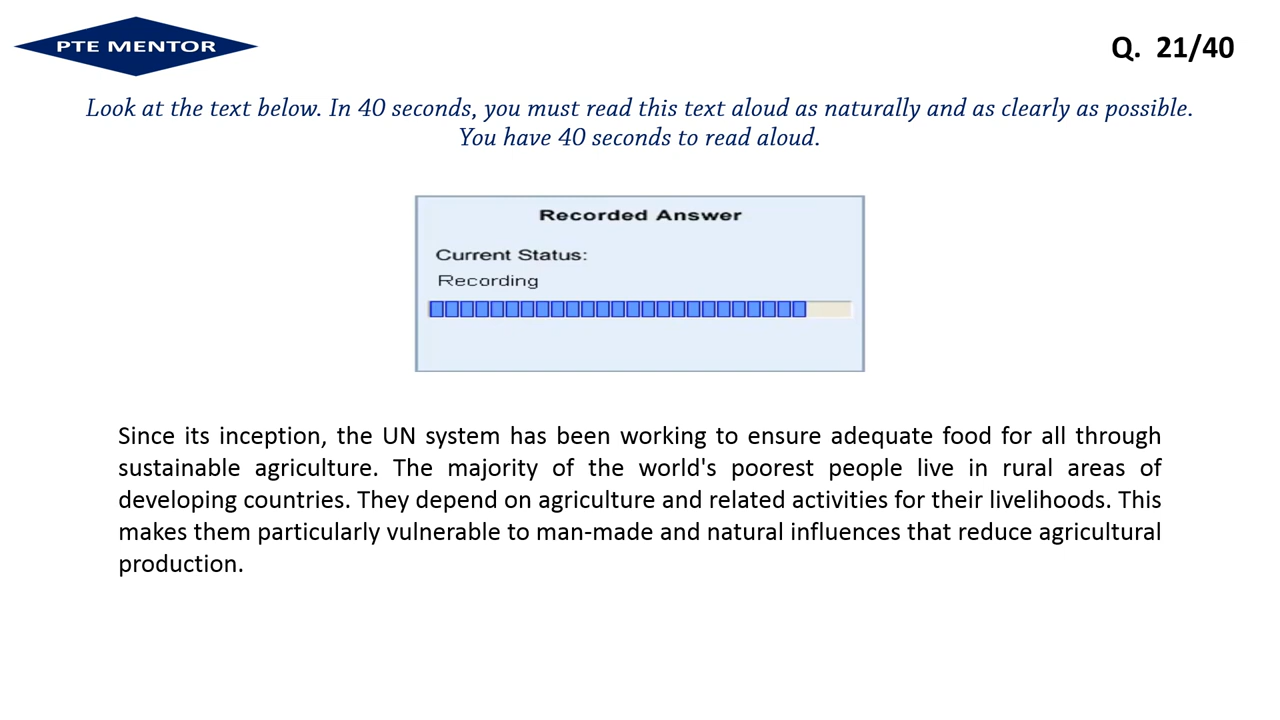 PTE MENTOR
Q. 21/40
Look at the text below. In 40 seconds, you must read this text aloud as naturally and as clearly as possible.
You have 40 seconds to read aloud.
Recorded Answer
Current Status:
Recording
Since its inception, the UN system has been working to ensure adequate food for all through
sustainable agriculture. The majority of the world's poorest people live in rural areas of
developing countries. They depend on agriculture and related activities for their livelihoods. This
makes them particularly vulnerable to man-made and natural influences that reduce agricultural
production.